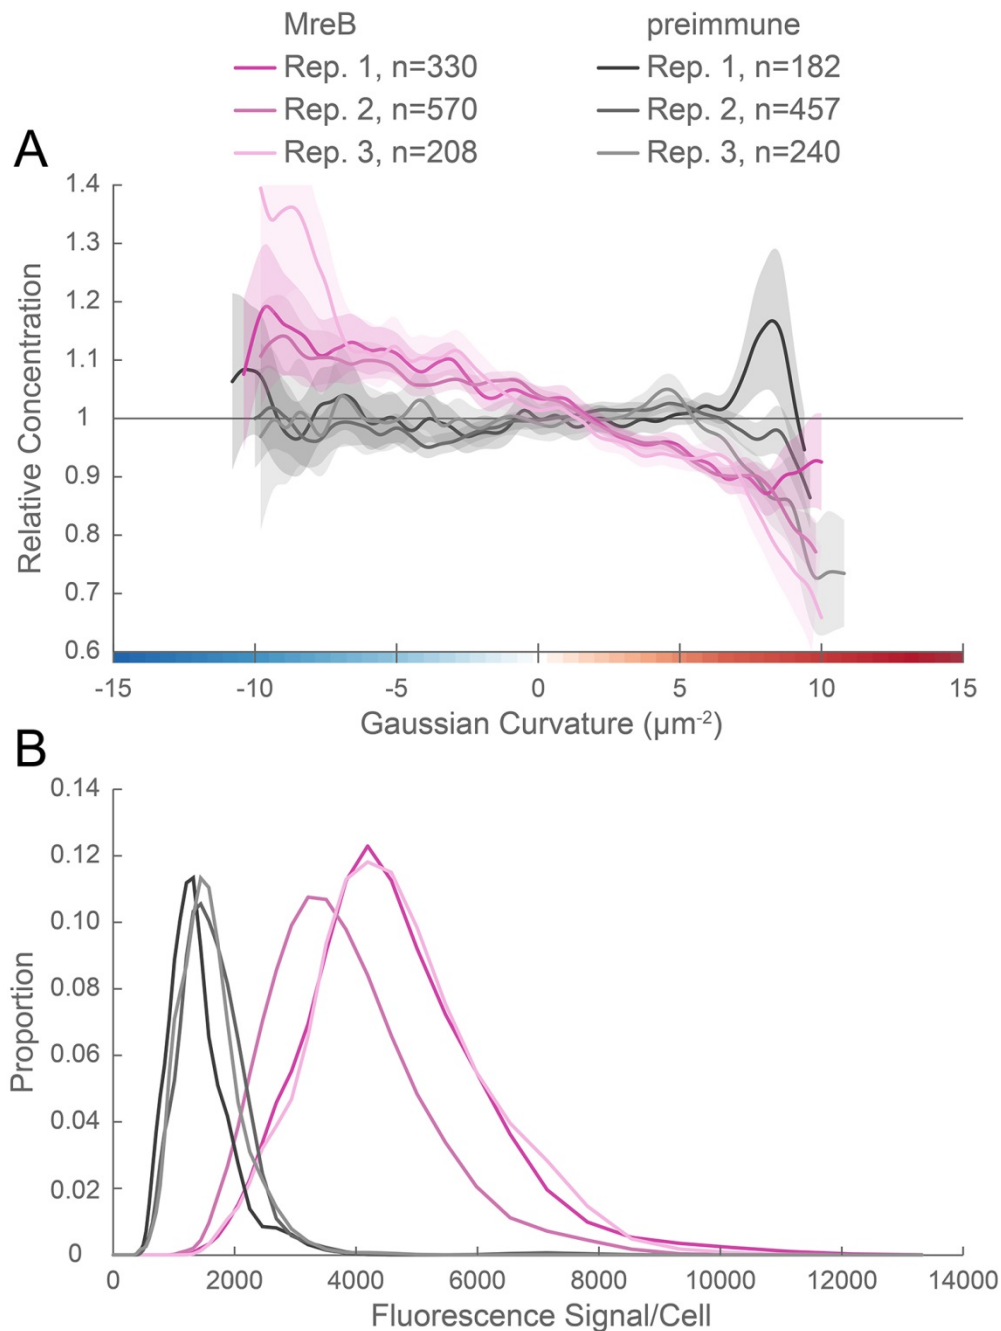 MreB preimmune
Rep. 1, n=330 Rep. 1, n=182
Rep. 2, n=570 Rep. 2, n=457
Rep. 3, n=208 Rep. 3, n=240
A
1.4
1.3
1.2
1.1
1
0.9
0.8
0.7
0.6
Relative Concentration
-15 -10 -5 0 5 10 15
Gaussian Curvature (µm⁻²)
B
0.14
0.12
0.10
0.08
0.06
0.04
0.02
0
Proportion
0 2000 4000 6000 8000 10000 12000 14000
Fluorescence Signal/Cell